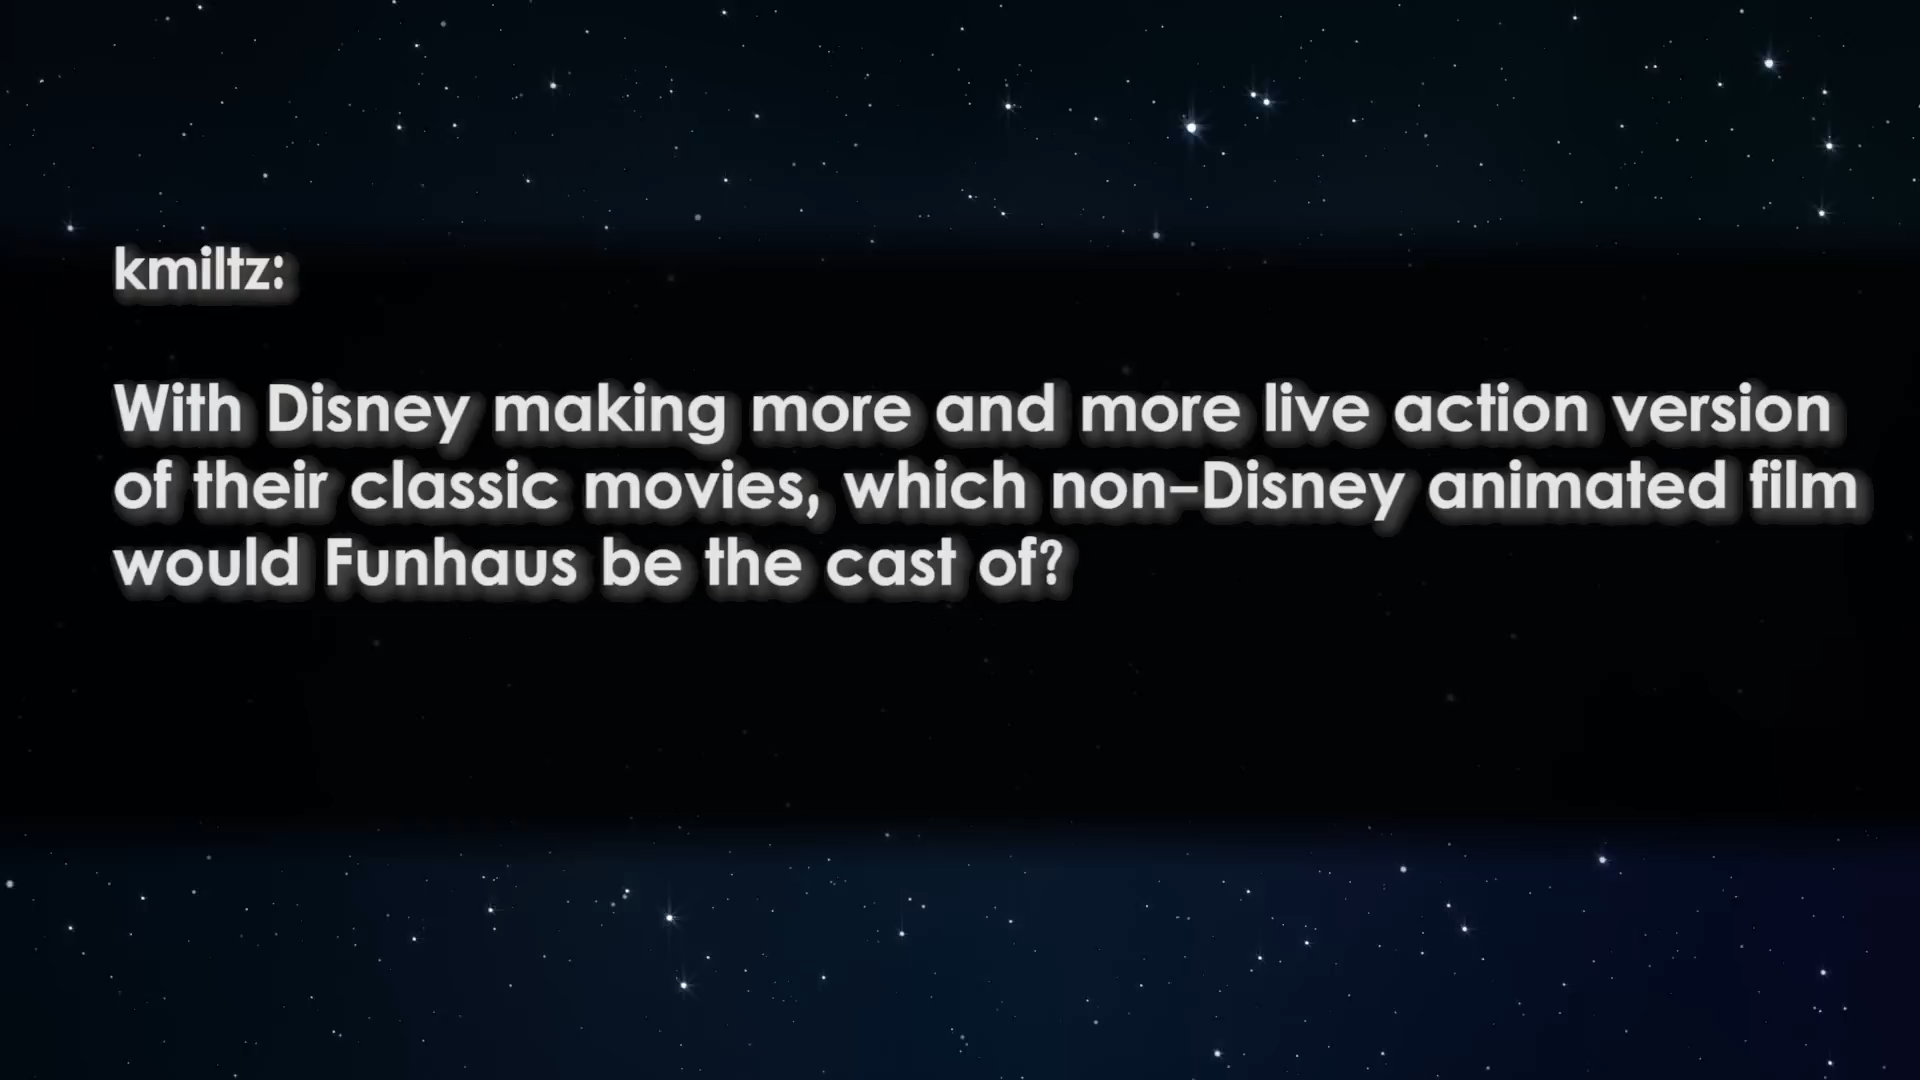 kmiltz:
With Disney making more and more live action version
of their classic movies, which non-Disney animated film
would Funhaus be the cast of?